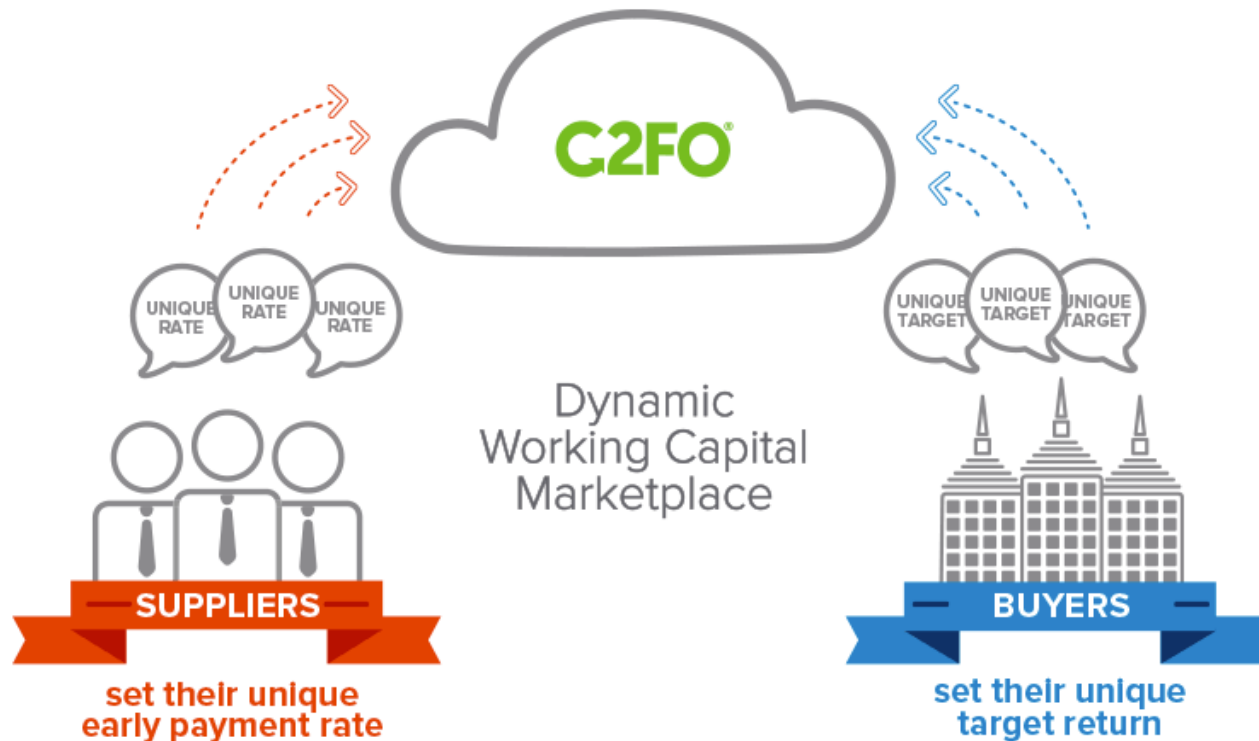 C2FO®
UNIQUE
RATE
UNIQUE
RATE
UNIQUE
RATE
UNIQUE
TARGET
UNIQUE
TARGET
UNIQUE
TARGET
Dynamic
Working Capital
Marketplace
SUPPLIERS
BUYERS
set their unique
early payment rate
set their unique
target return